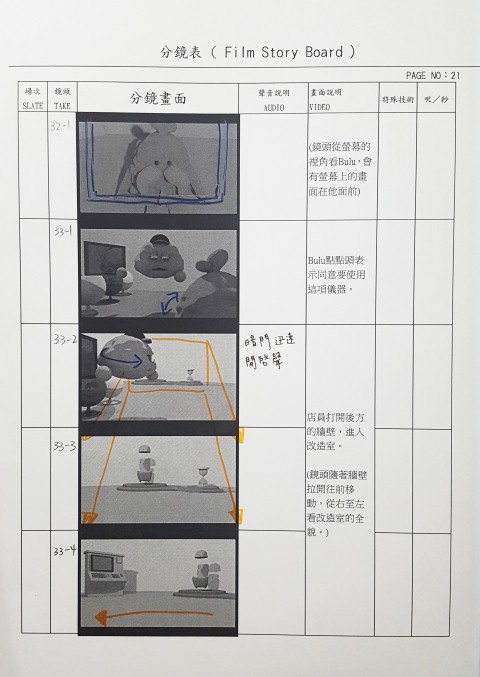 分鏡表 ( Film Story Board )
PAGE NO：21
場次 鏡頭 分鏡畫面 聲音說明 畫面說明 特殊技術 呎／秒
SLATE TAKE AUDIO VIDEO
32-1
(鏡頭從螢幕的
視角看Bulu，會
有螢幕上的畫
面在他面前)
33-1
Bulu點點頭表
示同意要使用
這項儀器。
33-2
暗門迅速
開啟聲
店員打開後方
的牆壁，進入
改造室。
33-3
(鏡頭隨著牆壁
拉開往前移
動，從右至左
看改造室的全
貌。)
33-4